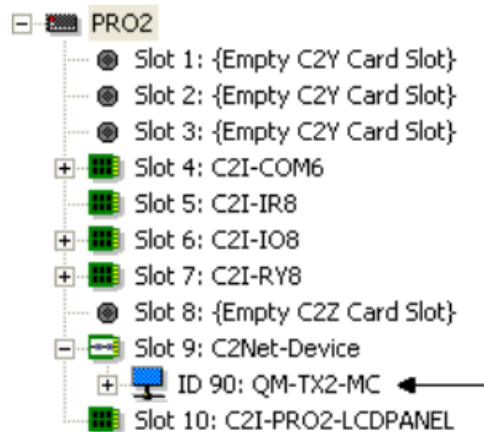 PRO2
Slot 1: {Empty C2Y Card Slot}
Slot 2: {Empty C2Y Card Slot}
Slot 3: {Empty C2Y Card Slot}
Slot 4: C2I-COM6
Slot 5: C2I-IR8
Slot 6: C2I-IO8
Slot 7: C2I-RY8
Slot 8: {Empty C2Z Card Slot}
Slot 9: C2Net-Device
ID 90: QM-TX2-MC
Slot 10: C2I-PRO2-LCDPANEL